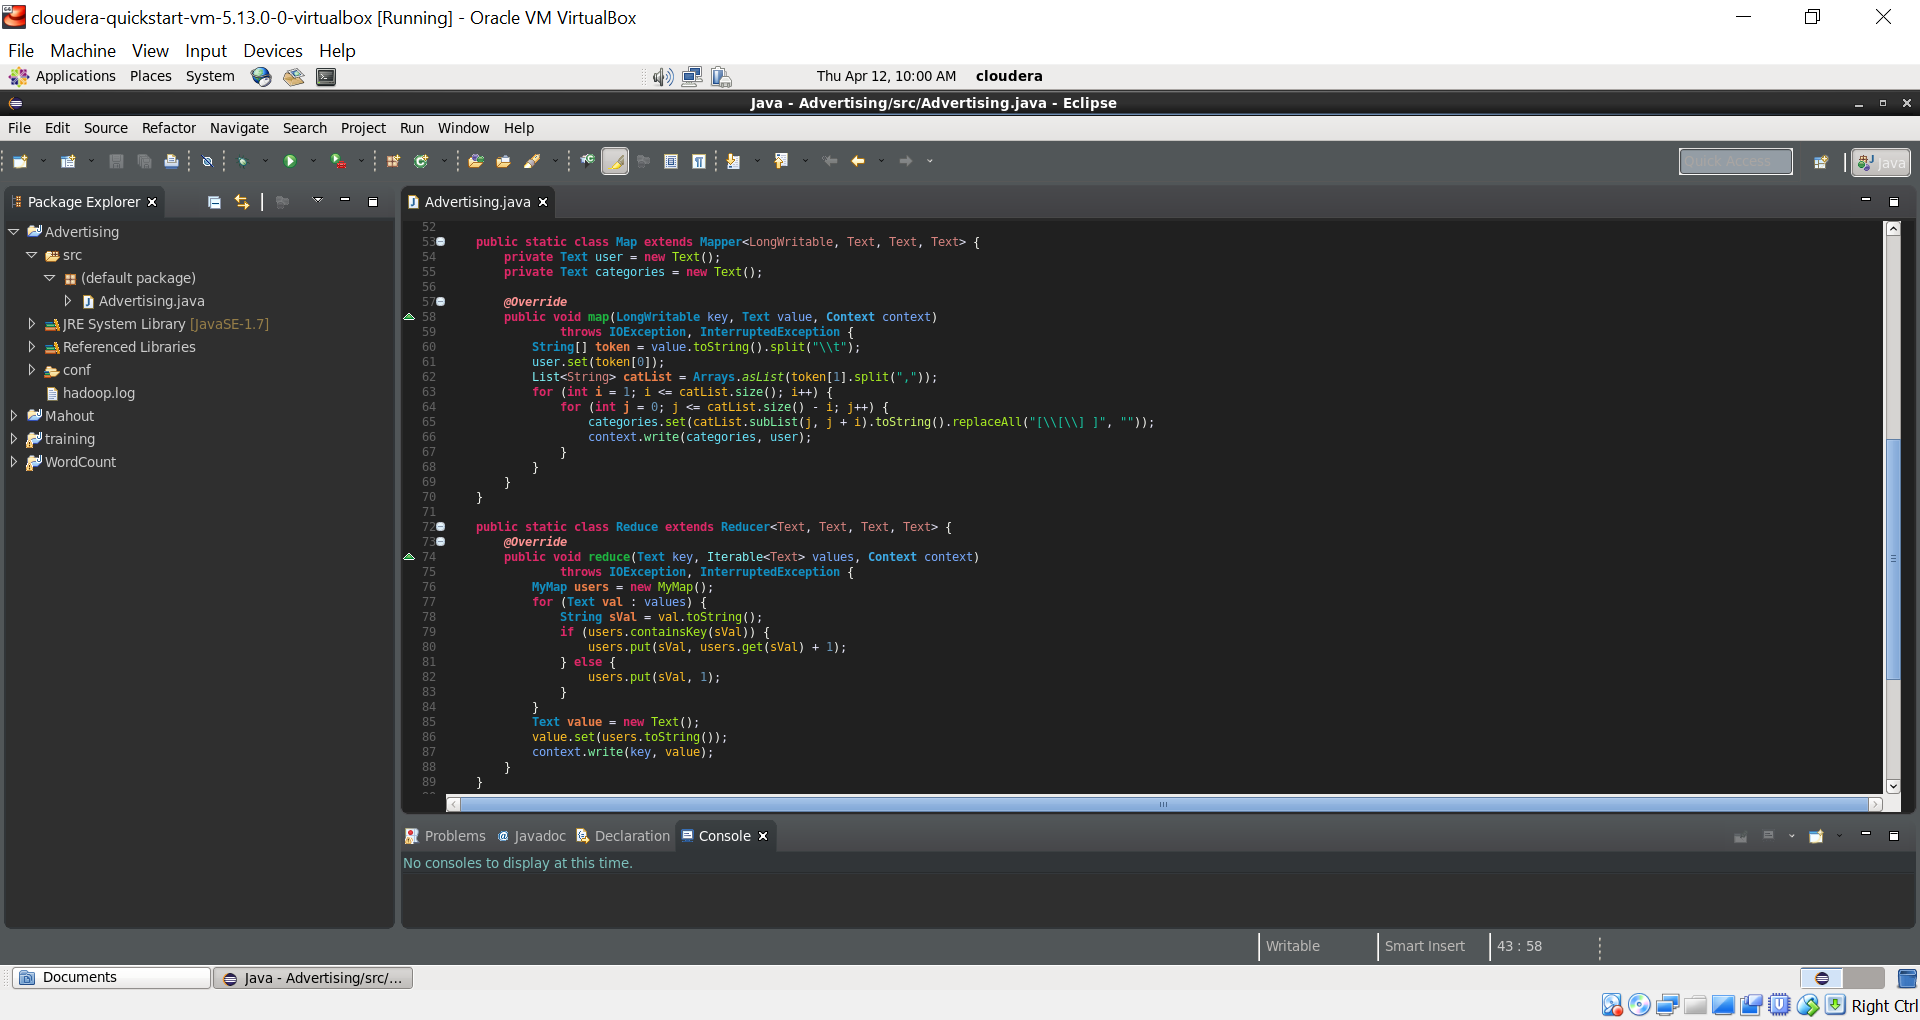 cloudera-quickstart-vm-5.13.0-0-virtualbox [Running] - Oracle VM VirtualBox
File Machine View Input Devices Help
Applications Places System Thu Apr 12, 10:00 AM cloudera
Java - Advertising/src/Advertising.java - Eclipse
File Edit Source Refactor Navigate Search Project Run Window Help
Quick Access Java
Package Explorer
Advertising
src
(default package)
Advertising.java
JRE System Library [JavaSE-1.7]
Referenced Libraries
conf
hadoop.log
Mahout
training
WordCount
Advertising.java
52
53 public static class Map extends Mapper<LongWritable, Text, Text, Text> {
54 private Text user = new Text();
55 private Text categories = new Text();
56
57 @Override
58 public void map(LongWritable key, Text value, Context context)
59 throws IOException, InterruptedException {
60 String[] token = value.toString().split("\\t");
61 user.set(token[0]);
62 List<String> catList = Arrays.asList(token[1].split(","));
63 for (int i = 1; i <= catList.size(); i++) {
64 for (int j = 0; j <= catList.size() - i; j++) {
65 categories.set(catList.subList(j, j + i).toString().replaceAll("[\\[\\] ]", ""));
66 context.write(categories, user);
67 }
68 }
69 }
70 }
71
72 public static class Reduce extends Reducer<Text, Text, Text, Text> {
73 @Override
74 public void reduce(Text key, Iterable<Text> values, Context context)
75 throws IOException, InterruptedException {
76 MyMap users = new MyMap();
77 for (Text val : values) {
78 String sVal = val.toString();
79 if (users.containsKey(sVal)) {
80 users.put(sVal, users.get(sVal) + 1);
81 } else {
82 users.put(sVal, 1);
83 }
84 }
85 Text value = new Text();
86 value.set(users.toString());
87 context.write(key, value);
88 }
89 }
Problems Javadoc Declaration Console
No consoles to display at this time.
Writable Smart Insert 43 : 58
Documents Java - Advertising/src/...
Right Ctrl